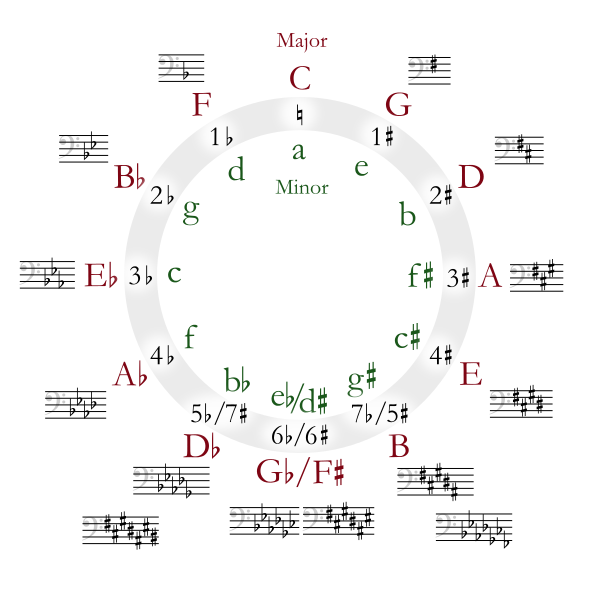 Major
C
F
G
♮
1♭
1♯
a
d
e
B♭
D
Minor
2♭
2♯
g
b
E♭
3♭
c
f♯
3♯
A
f
c♯
4♭
4♯
A♭
E
b♭
g♯
e♭/d♯
5♭/7♯
7♭/5♯
6♭/6♯
D♭
B
G♭/F♯